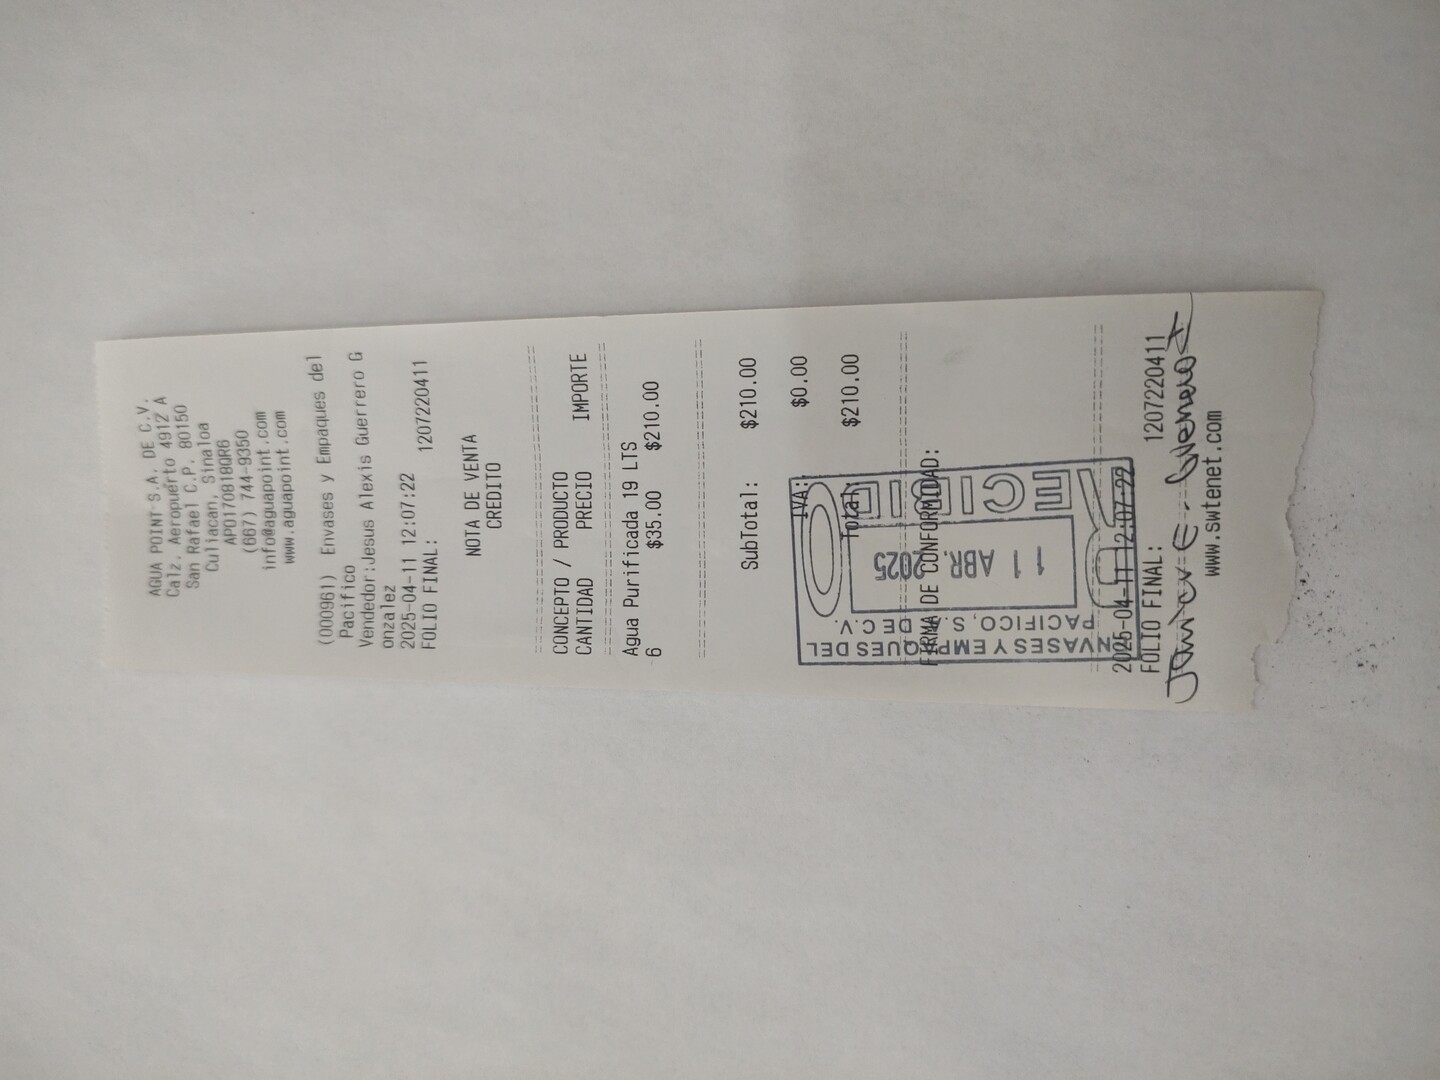 AGUA POINT S.A. DE C.V.
Calz. Aeropuerto 4912 A
San Rafael C.P. 80150
Culiacan, Sinaloa
APO170818QR6
(667) 744-9350
info@aguapoint.com
www.aguapoint.com
(000961) Envases y Empaques del
Pacifico
Vendedor:Jesus Alexis Guerrero G
onzalez
2025-04-11 12:07:22
FOLIO FINAL: 1207220411
NOTA DE VENTA
CREDITO
CONCEPTO / PRODUCTO
CANTIDAD PRECIO IMPORTE
Agua Purificada 19 LTS
6 $35.00 $210.00
SubTotal: $210.00
IVA: $0.00
Total: $210.00
FIRMA DE CONFORMIDAD:
ENVASES Y EMPAQUES DEL
PACIFICO, S.A. DE C.V.
11 ABR. 2025
RECIBIDO
2025-04-11 12:07:22
FOLIO FINAL: 1207220411
www.swtenet.com